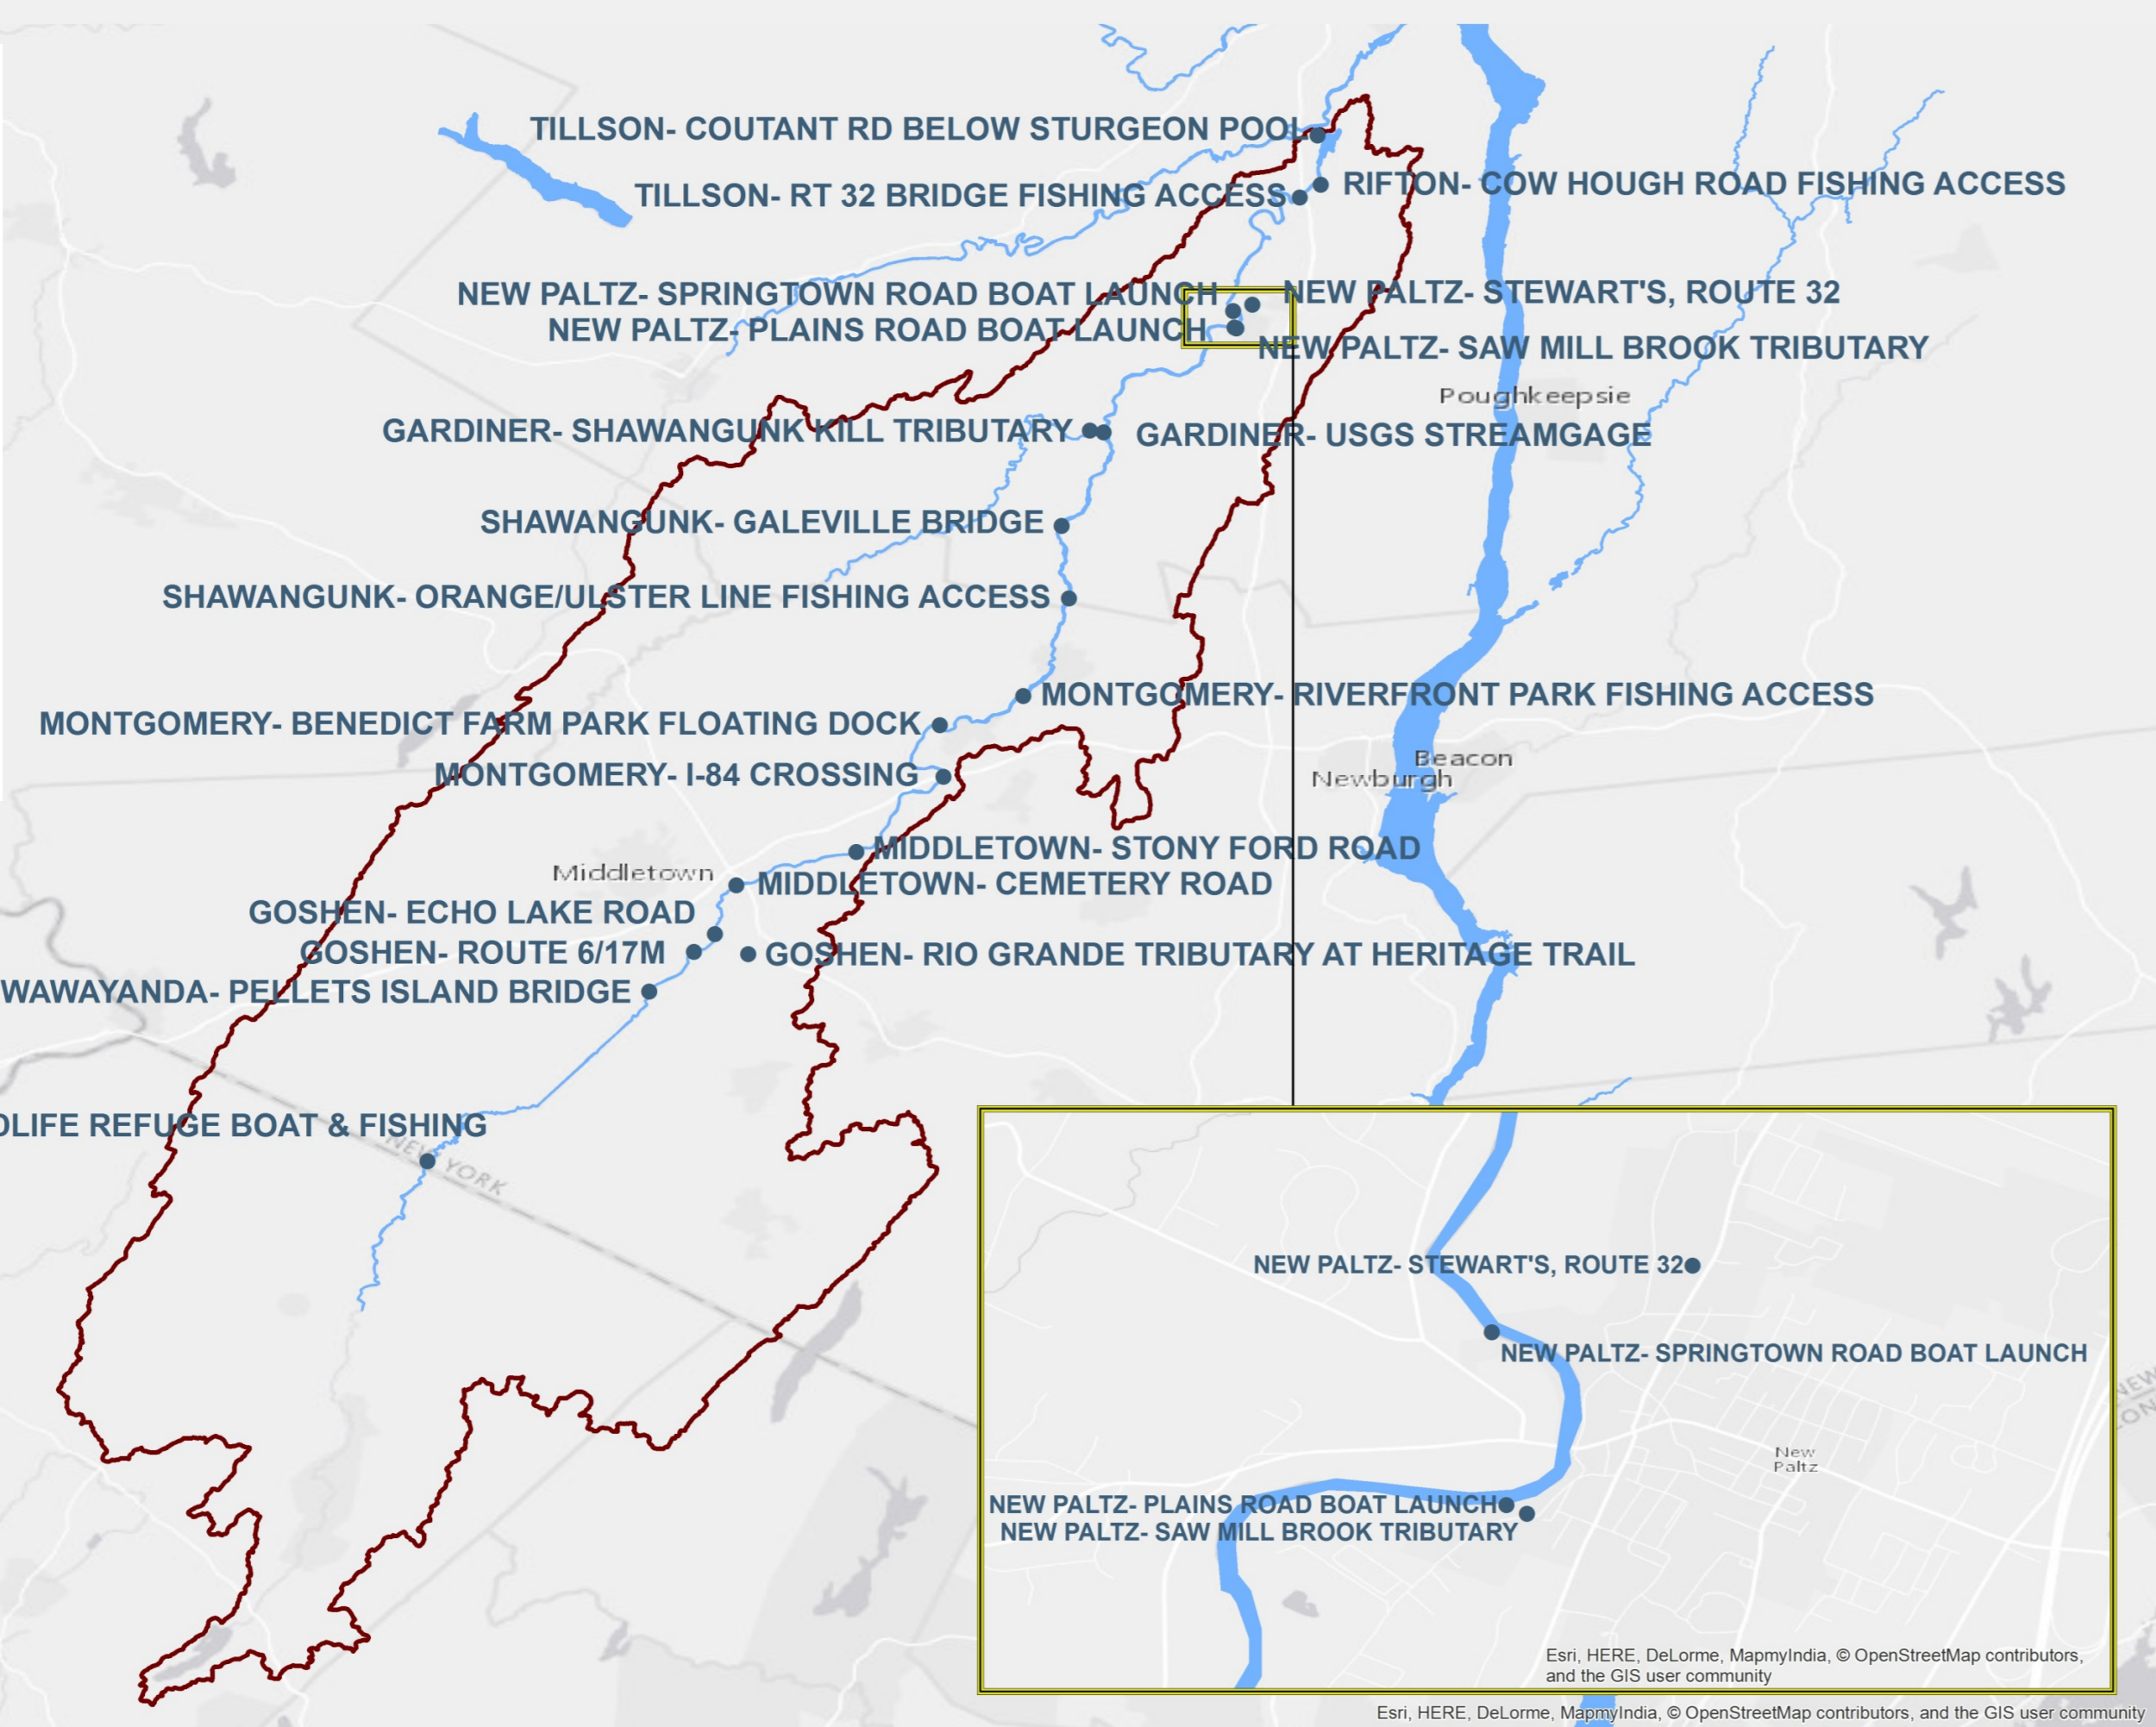 TILLSON- COUTANT RD BELOW STURGEON POOL
TILLSON- RT 32 BRIDGE FISHING ACCESS
RIFTON- COW HOUGH ROAD FISHING ACCESS
NEW PALTZ- SPRINGTOWN ROAD BOAT LAUNCH
NEW PALTZ- STEWART'S, ROUTE 32
NEW PALTZ- PLAINS ROAD BOAT LAUNCH
NEW PALTZ- SAW MILL BROOK TRIBUTARY
Poughkeepsie
GARDINER- SHAWANGUNK KILL TRIBUTARY
GARDINER- USGS STREAMGAGE
SHAWANGUNK- GALEVILLE BRIDGE
SHAWANGUNK- ORANGE/ULSTER LINE FISHING ACCESS
MONTGOMERY- RIVERFRONT PARK FISHING ACCESS
MONTGOMERY- BENEDICT FARM PARK FLOATING DOCK
Beacon
MONTGOMERY- I-84 CROSSING
Newburgh
MIDDLETOWN- STONY FORD ROAD
Middletown
MIDDLETOWN- CEMETERY ROAD
GOSHEN- ECHO LAKE ROAD
GOSHEN- ROUTE 6/17M
GOSHEN- RIO GRANDE TRIBUTARY AT HERITAGE TRAIL
WAWAYANDA- PELLETS ISLAND BRIDGE
DLIFE REFUGE BOAT & FISHING
NEW YORK
NEW PALTZ- STEWART'S, ROUTE 32
NEW PALTZ- SPRINGTOWN ROAD BOAT LAUNCH
NEW
New
Paltz
NEW PALTZ- PLAINS ROAD BOAT LAUNCH
NEW PALTZ- SAW MILL BROOK TRIBUTARY
Esri, HERE, DeLorme, MapmyIndia, © OpenStreetMap contributors,
and the GIS user community
Esri, HERE, DeLorme, MapmyIndia, © OpenStreetMap contributors, and the GIS user community